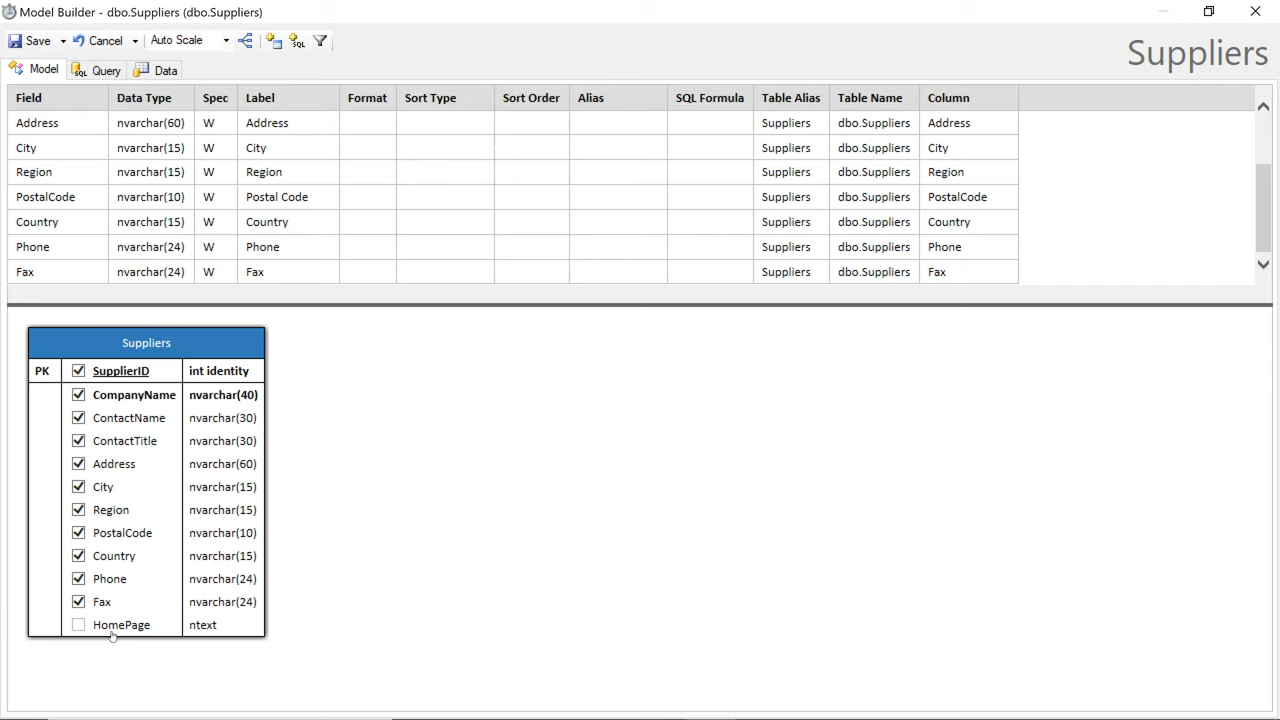 Model Builder - dbo.Suppliers (dbo.Suppliers)
Save Cancel Auto Scale
Suppliers
Model Query Data
Field Data Type Spec Label Format Sort Type Sort Order Alias SQL Formula Table Alias Table Name Column
Address nvarchar(60) W Address Suppliers dbo.Suppliers Address
City nvarchar(15) W City Suppliers dbo.Suppliers City
Region nvarchar(15) W Region Suppliers dbo.Suppliers Region
PostalCode nvarchar(10) W Postal Code Suppliers dbo.Suppliers PostalCode
Country nvarchar(15) W Country Suppliers dbo.Suppliers Country
Phone nvarchar(24) W Phone Suppliers dbo.Suppliers Phone
Fax nvarchar(24) W Fax Suppliers dbo.Suppliers Fax
Suppliers
PK SupplierID int identity
CompanyName nvarchar(40)
ContactName nvarchar(30)
ContactTitle nvarchar(30)
Address nvarchar(60)
City nvarchar(15)
Region nvarchar(15)
PostalCode nvarchar(10)
Country nvarchar(15)
Phone nvarchar(24)
Fax nvarchar(24)
HomePage ntext